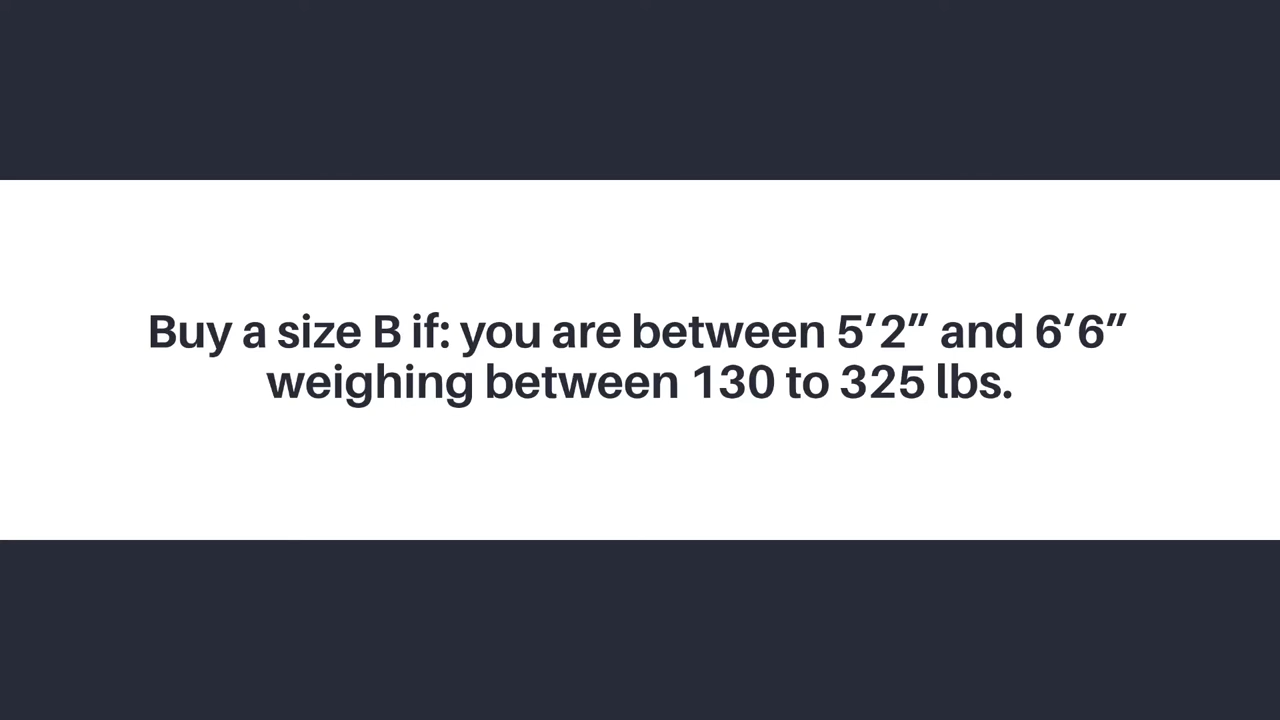 Buy a size B if: you are between 5′2″ and 6′6″
weighing between 130 to 325 lbs.